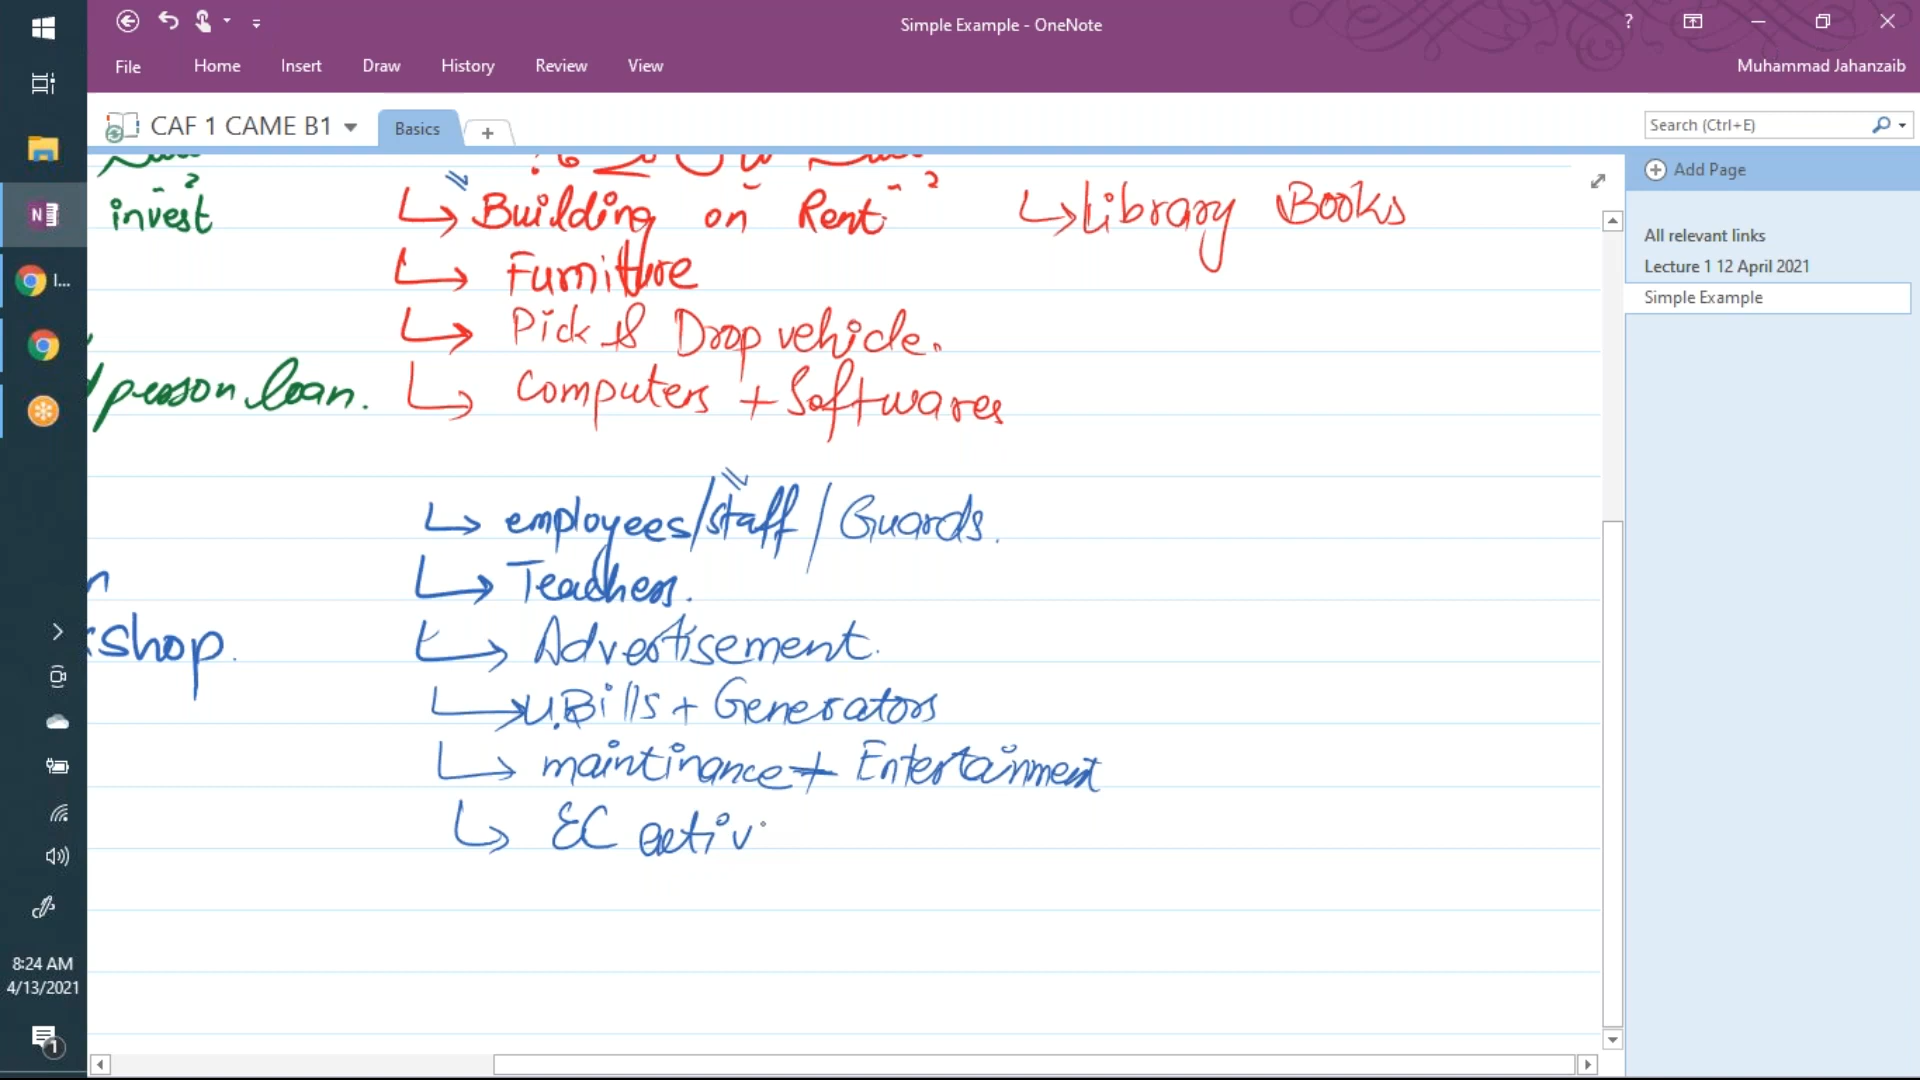 Simple Example - OneNote
?
File Home Insert Draw History Review View
Muhammad Jahanzaib
CAF 1 CAME B1 Basics +
Search (Ctrl+E)
Add Page
All relevant links
Lecture 1 12 April 2021
Simple Example
N
I...
invest
Building on Rent.
Library Books
Furniture
Pick & Drop vehicle.
person loan.
Computers + Softwares
employees/staff/Guards.
Teachers.
shop.
Advertisement.
U.Bills + Generators
maintinance + Entertainment
EC activ
8:24 AM
4/13/2021
1